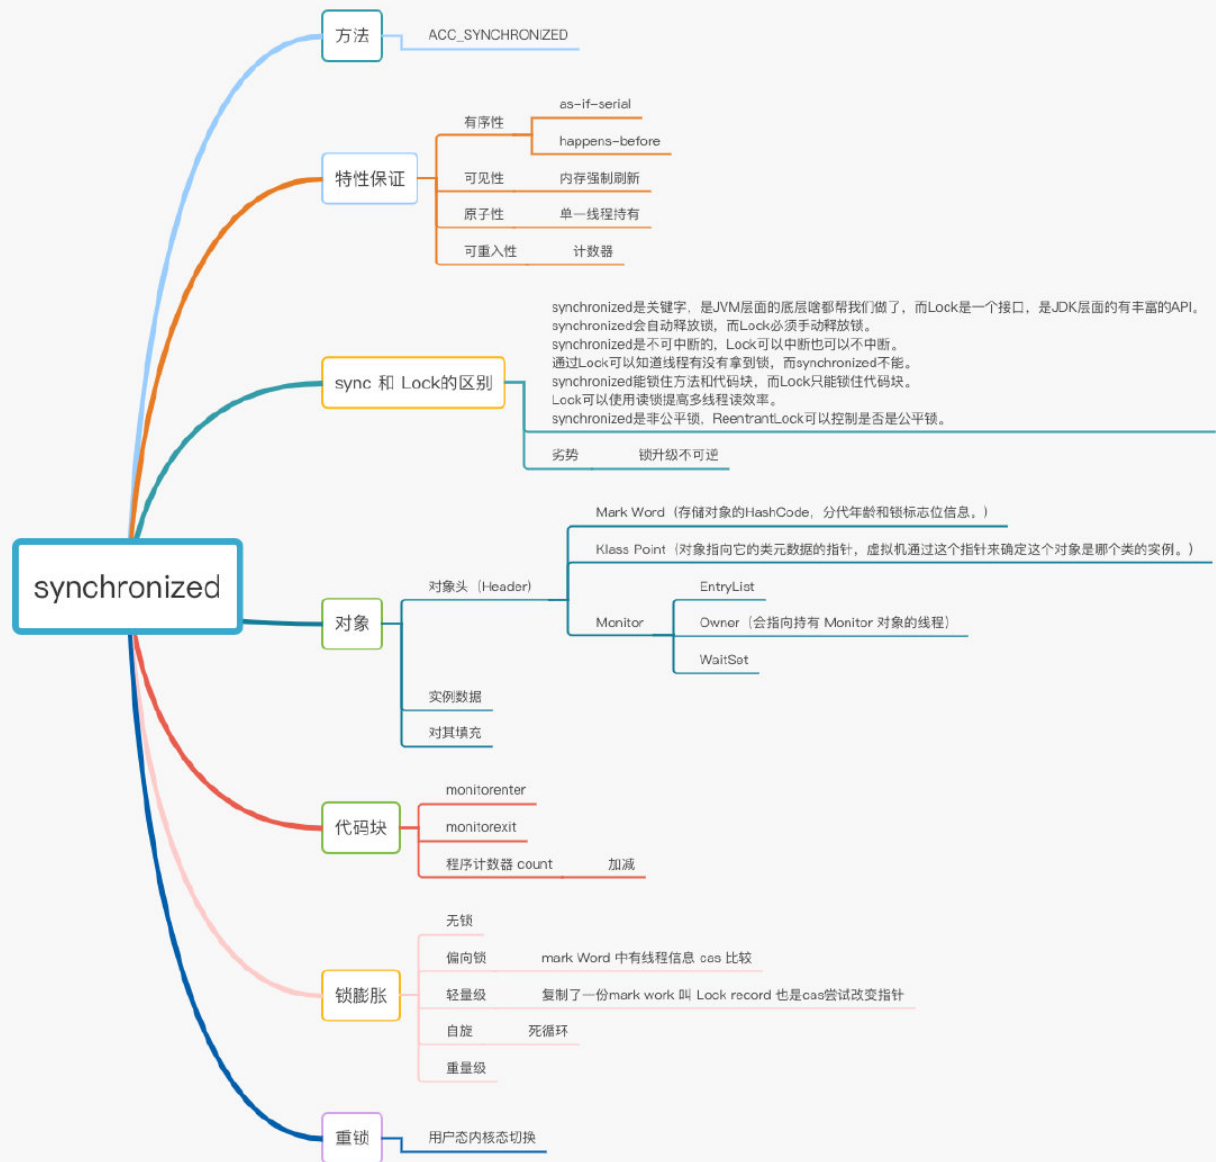 synchronized
方法
ACC_SYNCHRONIZED
特性保证
有序性
as-if-serial
happens-before
可见性
内存强制刷新
原子性
单一线程持有
可重入性
计数器
sync 和 Lock的区别
synchronized是关键字，是JVM层面的底层啥都帮我们做了，而Lock是一个接口，是JDK层面的有丰富的API。
synchronized会自动释放锁，而Lock必须手动释放锁。
synchronized是不可中断的，Lock可以中断也可以不中断。
通过Lock可以知道线程有没有拿到锁，而synchronized不能。
synchronized能锁住方法和代码块，而Lock只能锁住代码块。
Lock可以使用读锁提高多线程读效率。
synchronized是非公平锁，ReentrantLock可以控制是否是公平锁。
劣势
锁升级不可逆
对象
对象头（Header）
Mark Word（存储对象的HashCode，分代年龄和锁标志位信息。）
Klass Point（对象指向它的类元数据的指针，虚拟机通过这个指针来确定这个对象是哪个类的实例。）
Monitor
EntryList
Owner（会指向持有 Monitor 对象的线程）
WaitSet
实例数据
对其填充
代码块
monitorenter
monitorexit
程序计数器 count
加减
锁膨胀
无锁
偏向锁
mark Word 中有线程信息 cas 比较
轻量级
复制了一份mark work 叫 Lock record 也是cas尝试改变指针
自旋
死循环
重量级
重锁
用户态内核态切换